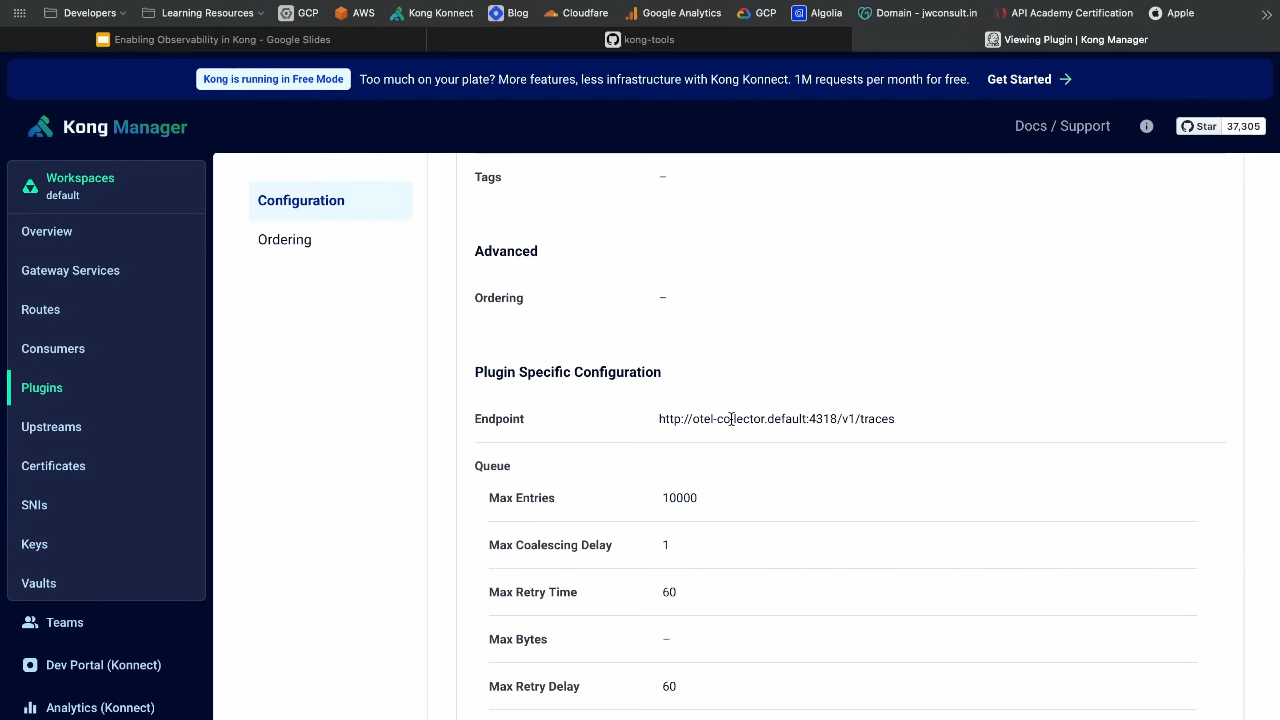 Developers
Learning Resources
GCP
AWS
Kong Konnect
Blog
Cloudfare
Google Analytics
GCP
Algolia
Domain - jwconsult.in
API Academy Certification
Apple
Enabling Observability in Kong - Google Slides
kong-tools
Viewing Plugin | Kong Manager
Kong is running in Free Mode
Too much on your plate? More features, less infrastructure with Kong Konnect. 1M requests per month for free.
Get Started →
Kong Manager
Docs / Support
Star
37,305
Workspaces
default
Overview
Gateway Services
Routes
Consumers
Plugins
Upstreams
Certificates
SNIs
Keys
Vaults
Teams
Dev Portal (Konnect)
Analytics (Konnect)
Configuration
Ordering
Tags –
Advanced
Ordering –
Plugin Specific Configuration
Endpoint http://otel-collector.default:4318/v1/traces
Queue
Max Entries 10000
Max Coalescing Delay 1
Max Retry Time 60
Max Bytes –
Max Retry Delay 60